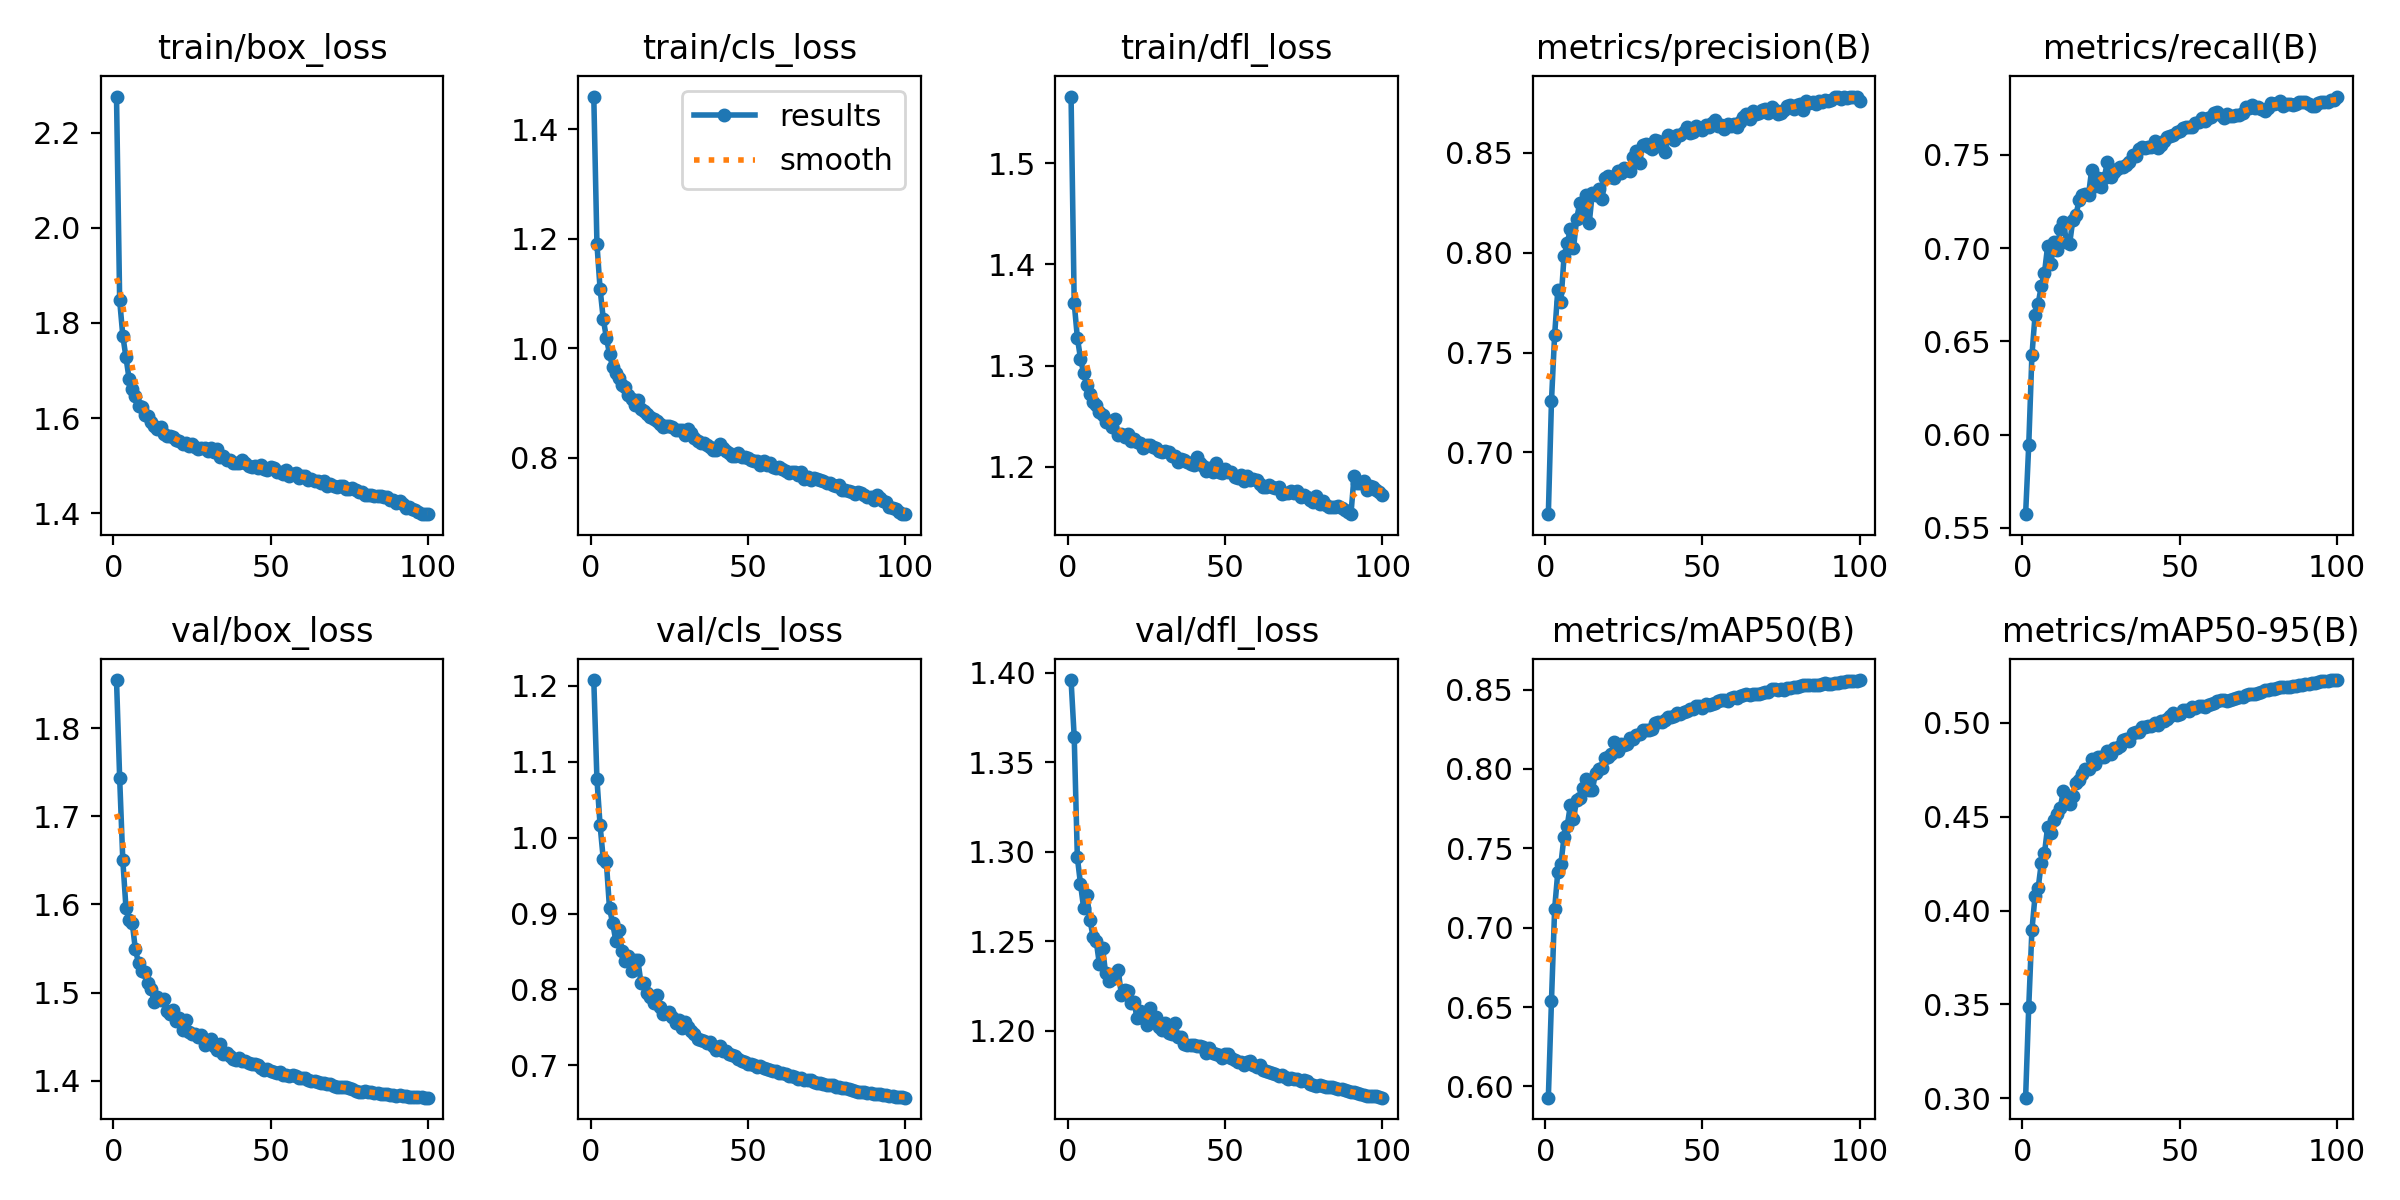 train/box_loss
2.2
2.0
1.8
1.6
1.4
0 50 100
train/cls_loss
results
smooth
1.4
1.2
1.0
0.8
0 50 100
train/dfl_loss
1.5
1.4
1.3
1.2
0 50 100
metrics/precision(B)
0.85
0.80
0.75
0.70
0 50 100
metrics/recall(B)
0.75
0.70
0.65
0.60
0.55
0 50 100
val/box_loss
1.8
1.7
1.6
1.5
1.4
0 50 100
val/cls_loss
1.2
1.1
1.0
0.9
0.8
0.7
0 50 100
val/dfl_loss
1.40
1.35
1.30
1.25
1.20
0 50 100
metrics/mAP50(B)
0.85
0.80
0.75
0.70
0.65
0.60
0 50 100
metrics/mAP50-95(B)
0.50
0.45
0.40
0.35
0.30
0 50 100